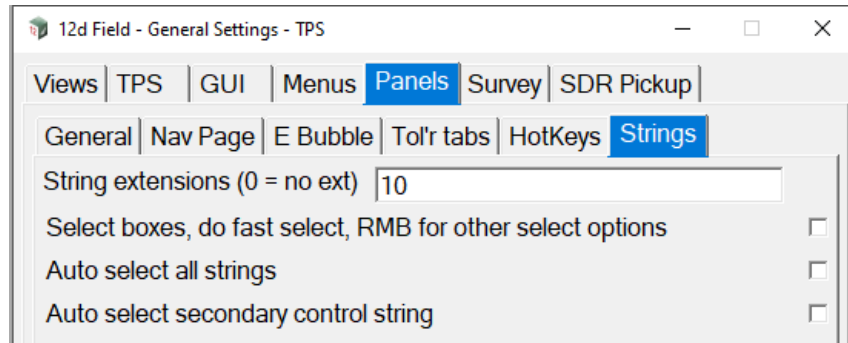 12d Field - General Settings - TPS
Views TPS GUI Menus Panels Survey SDR Pickup
General Nav Page E Bubble Tol'r tabs HotKeys Strings
String extensions (0 = no ext) 10
Select boxes, do fast select, RMB for other select options
Auto select all strings
Auto select secondary control string